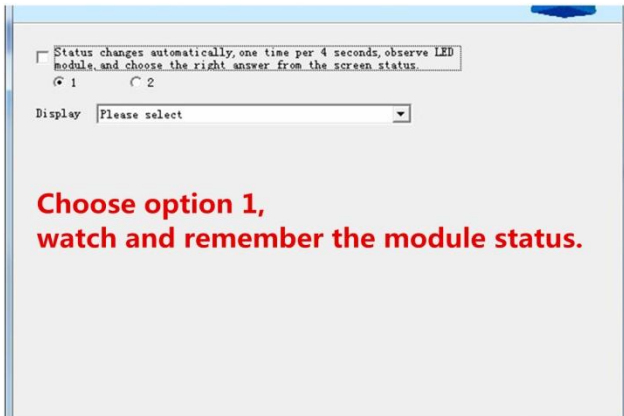 Status changes automatically, one time per 4 seconds, observe LED
module, and choose the right answer from the screen status.
1 2
Display Please select
Choose option 1,
watch and remember the module status.